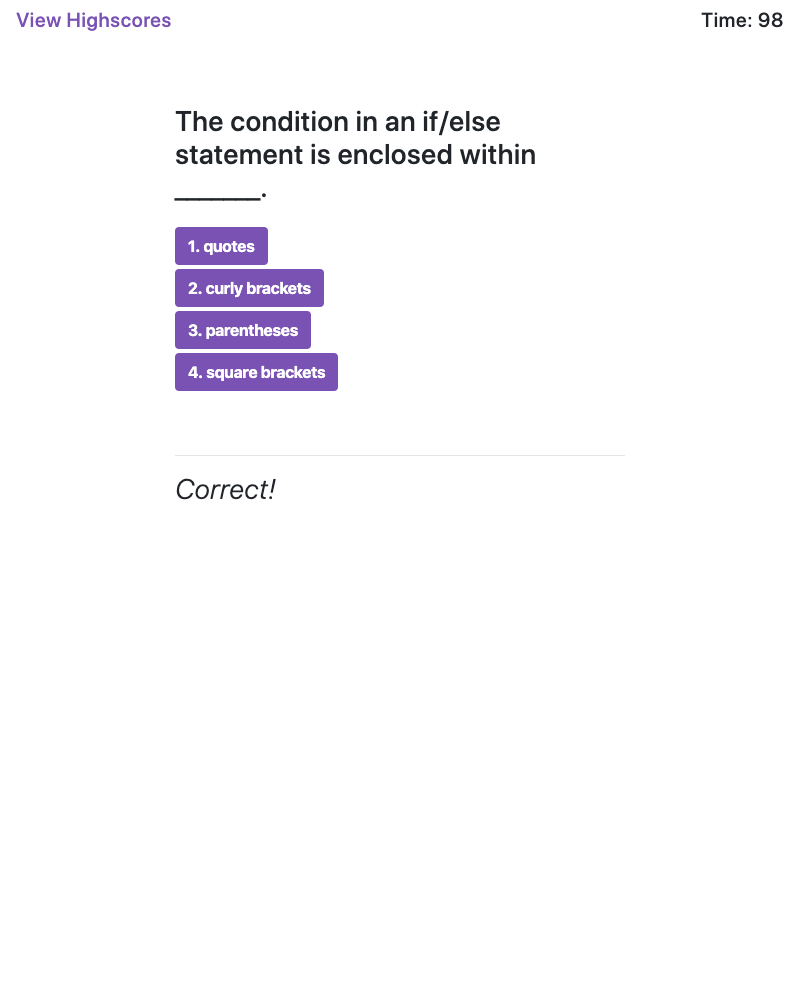 View Highscores
Time: 98
The condition in an if/else
statement is enclosed within
_______.
1. quotes
2. curly brackets
3. parentheses
4. square brackets
Correct!